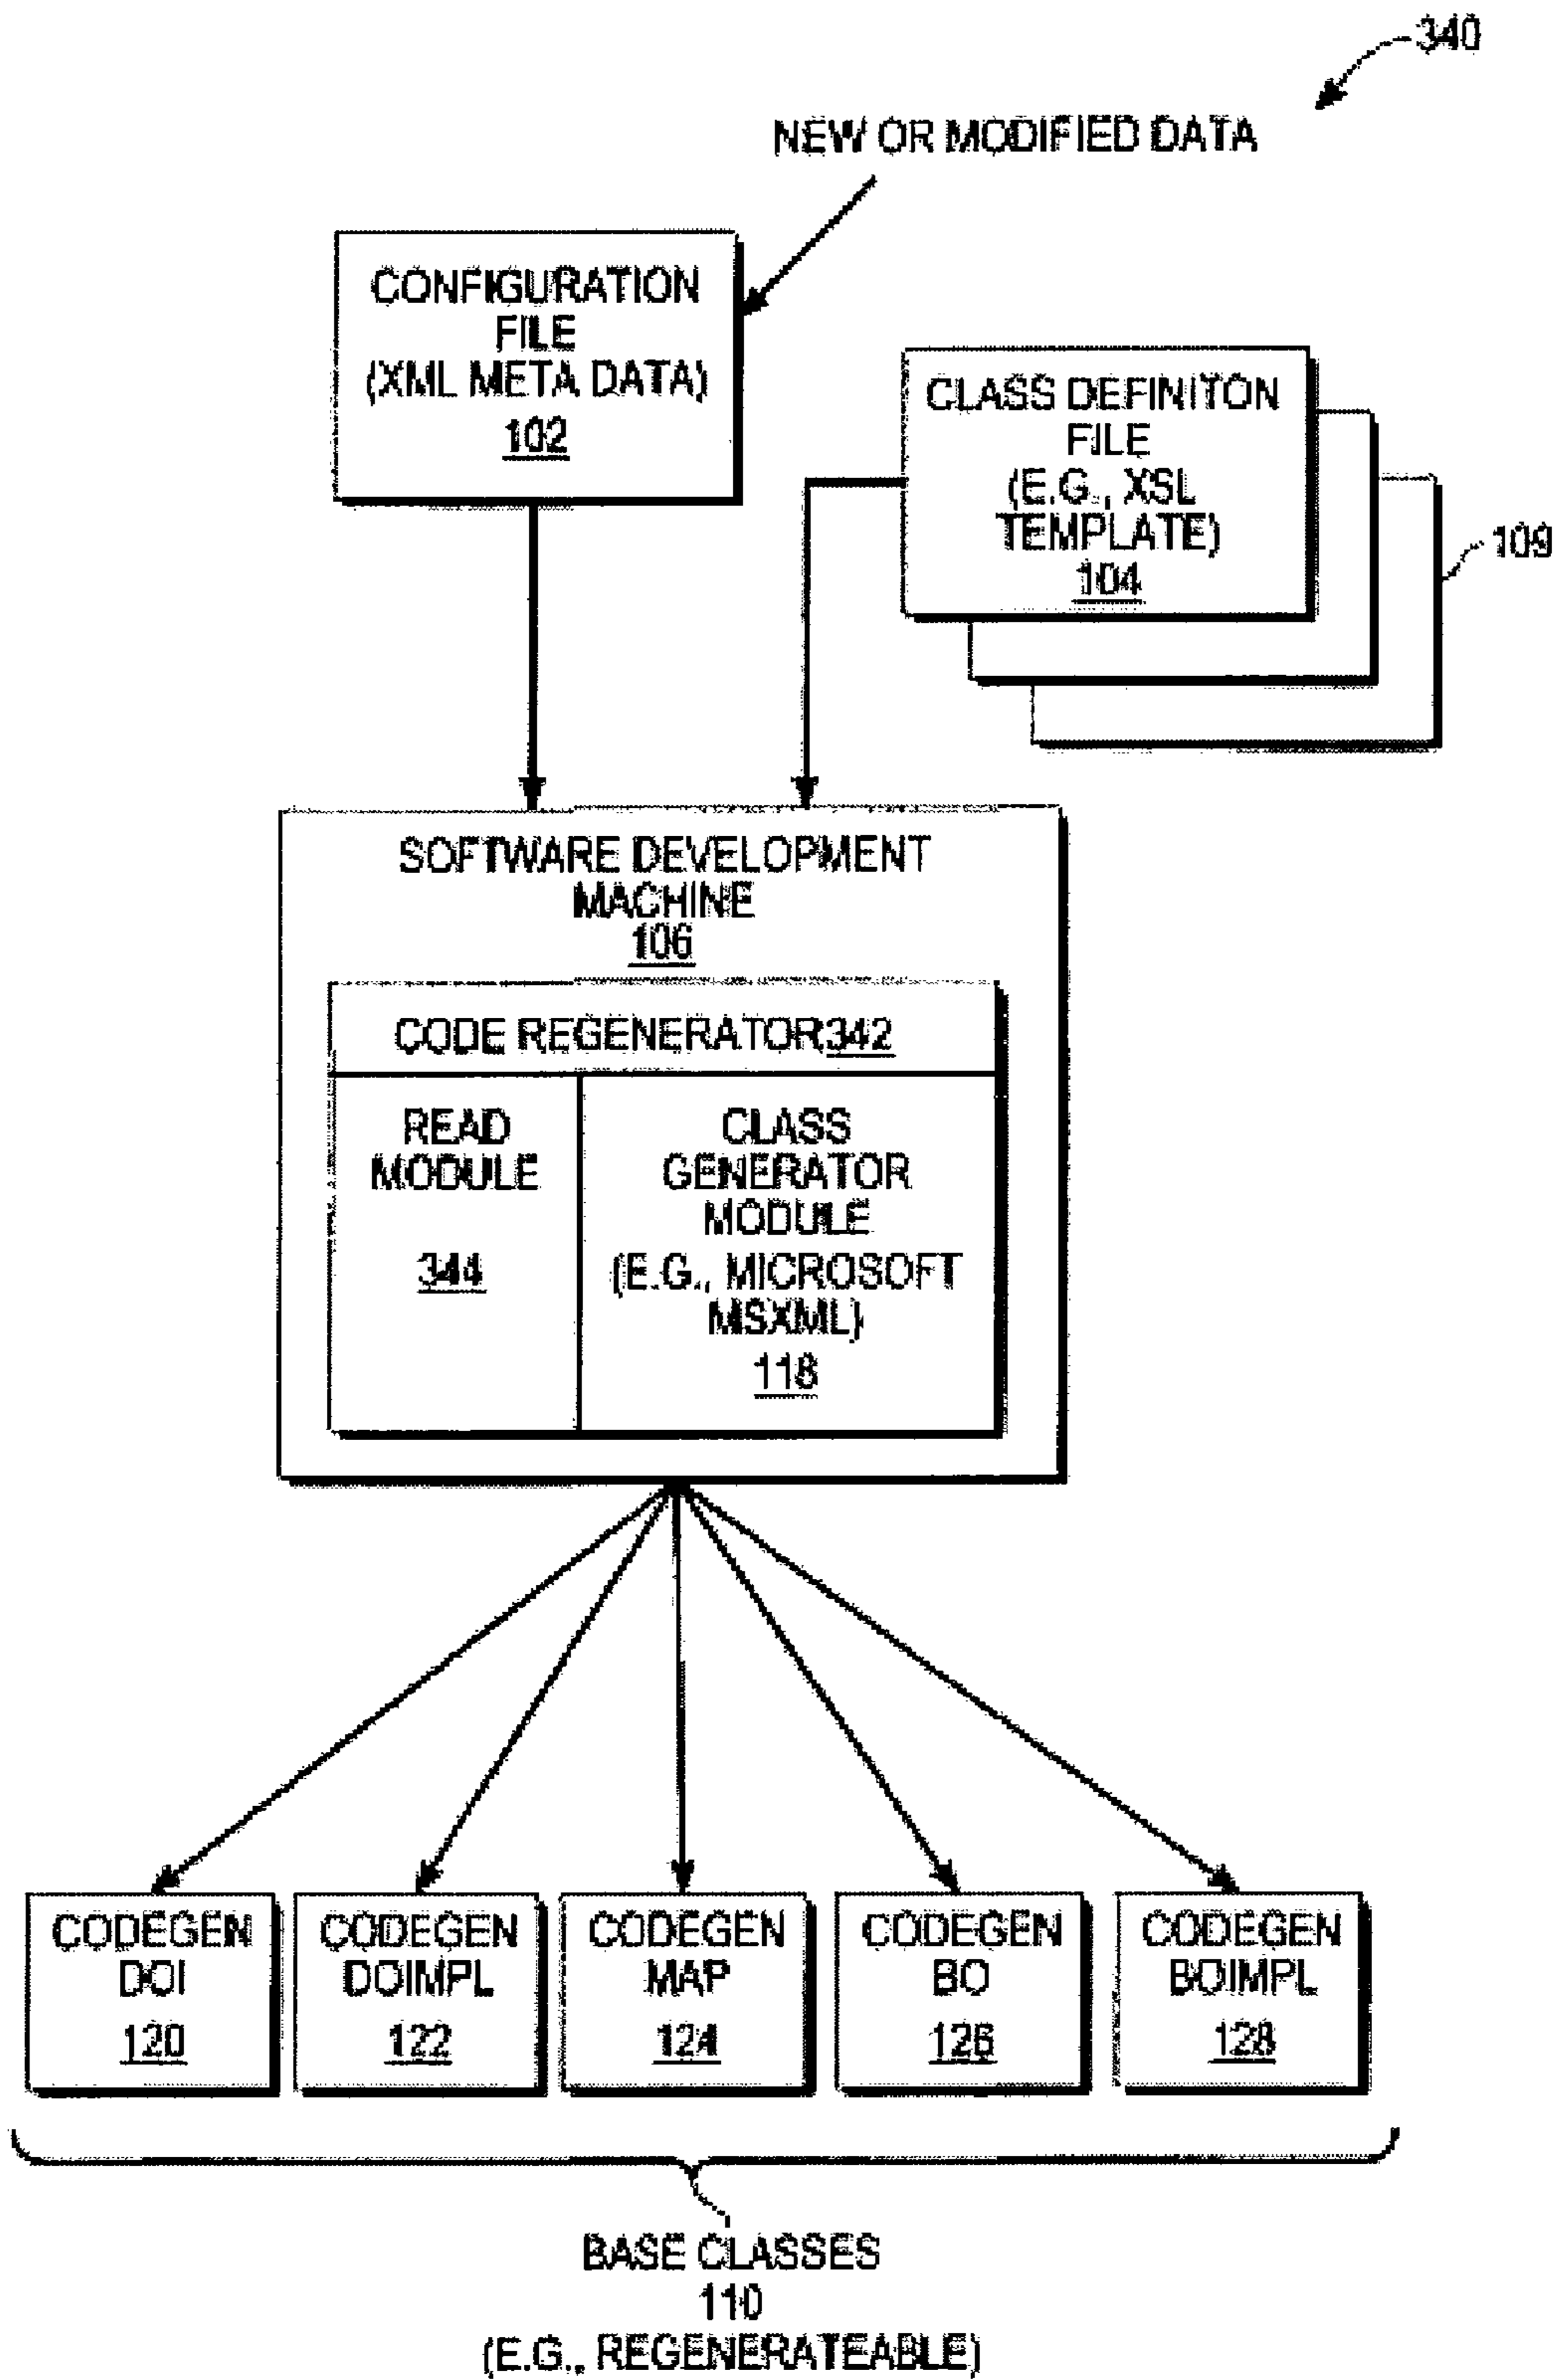 340
NEW OR MODIFIED DATA
CONFIGURATION
FILE
(XML META DATA)
102
CLASS DEFINITON
FILE
(E.G., XSL
TEMPLATE)
104
109
SOFTWARE DEVELOPMENT
MACHINE
106
CODE REGENERATOR 342
READ
MODULE
344
CLASS
GENERATOR
MODULE
(E.G., MICROSOFT
MSXML)
118
CODEGEN
DOI
120
CODEGEN
DOIMPL
122
CODEGEN
MAP
124
CODEGEN
BO
126
CODEGEN
BOIMPL
128
BASE CLASSES
110
(E.G., REGENERATEABLE)